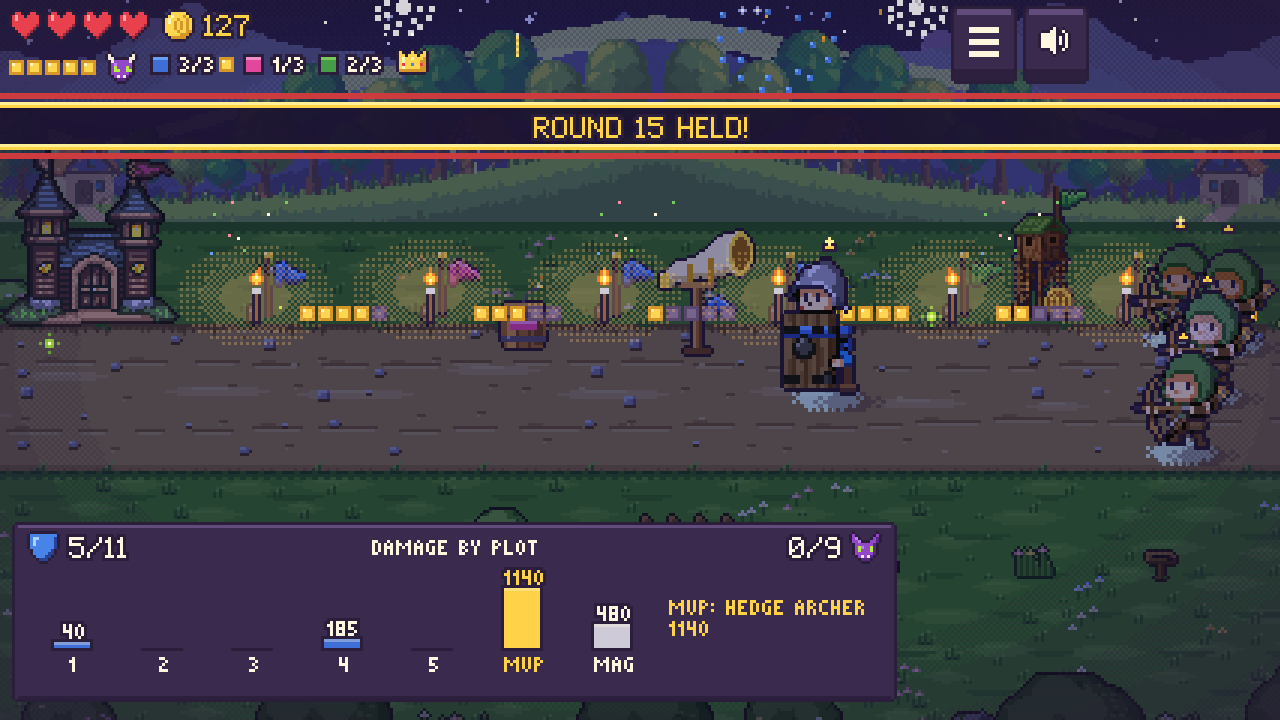 127
3/3 1/3 2/3
ROUND 15 HELD!
5/11 DAMAGE BY PLOT 0/9
40 185 1140 480
1 2 3 4 5 MVP MAG
MVP: HEDGE ARCHER
1140